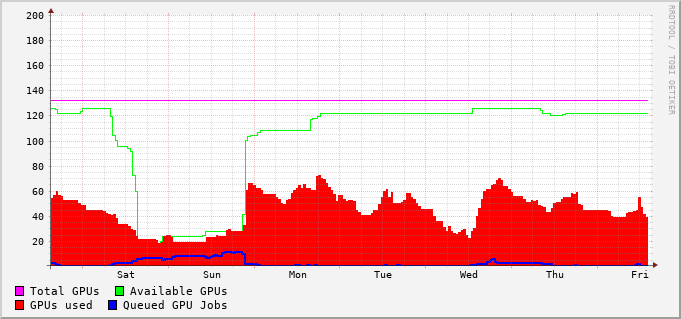 RRDTOOL / TOBI OETIKER
200
180
160
140
120
100
80
60
40
20
Sat Sun Mon Tue Wed Thu Fri
Total GPUs Available GPUs
GPUs used Queued GPU Jobs